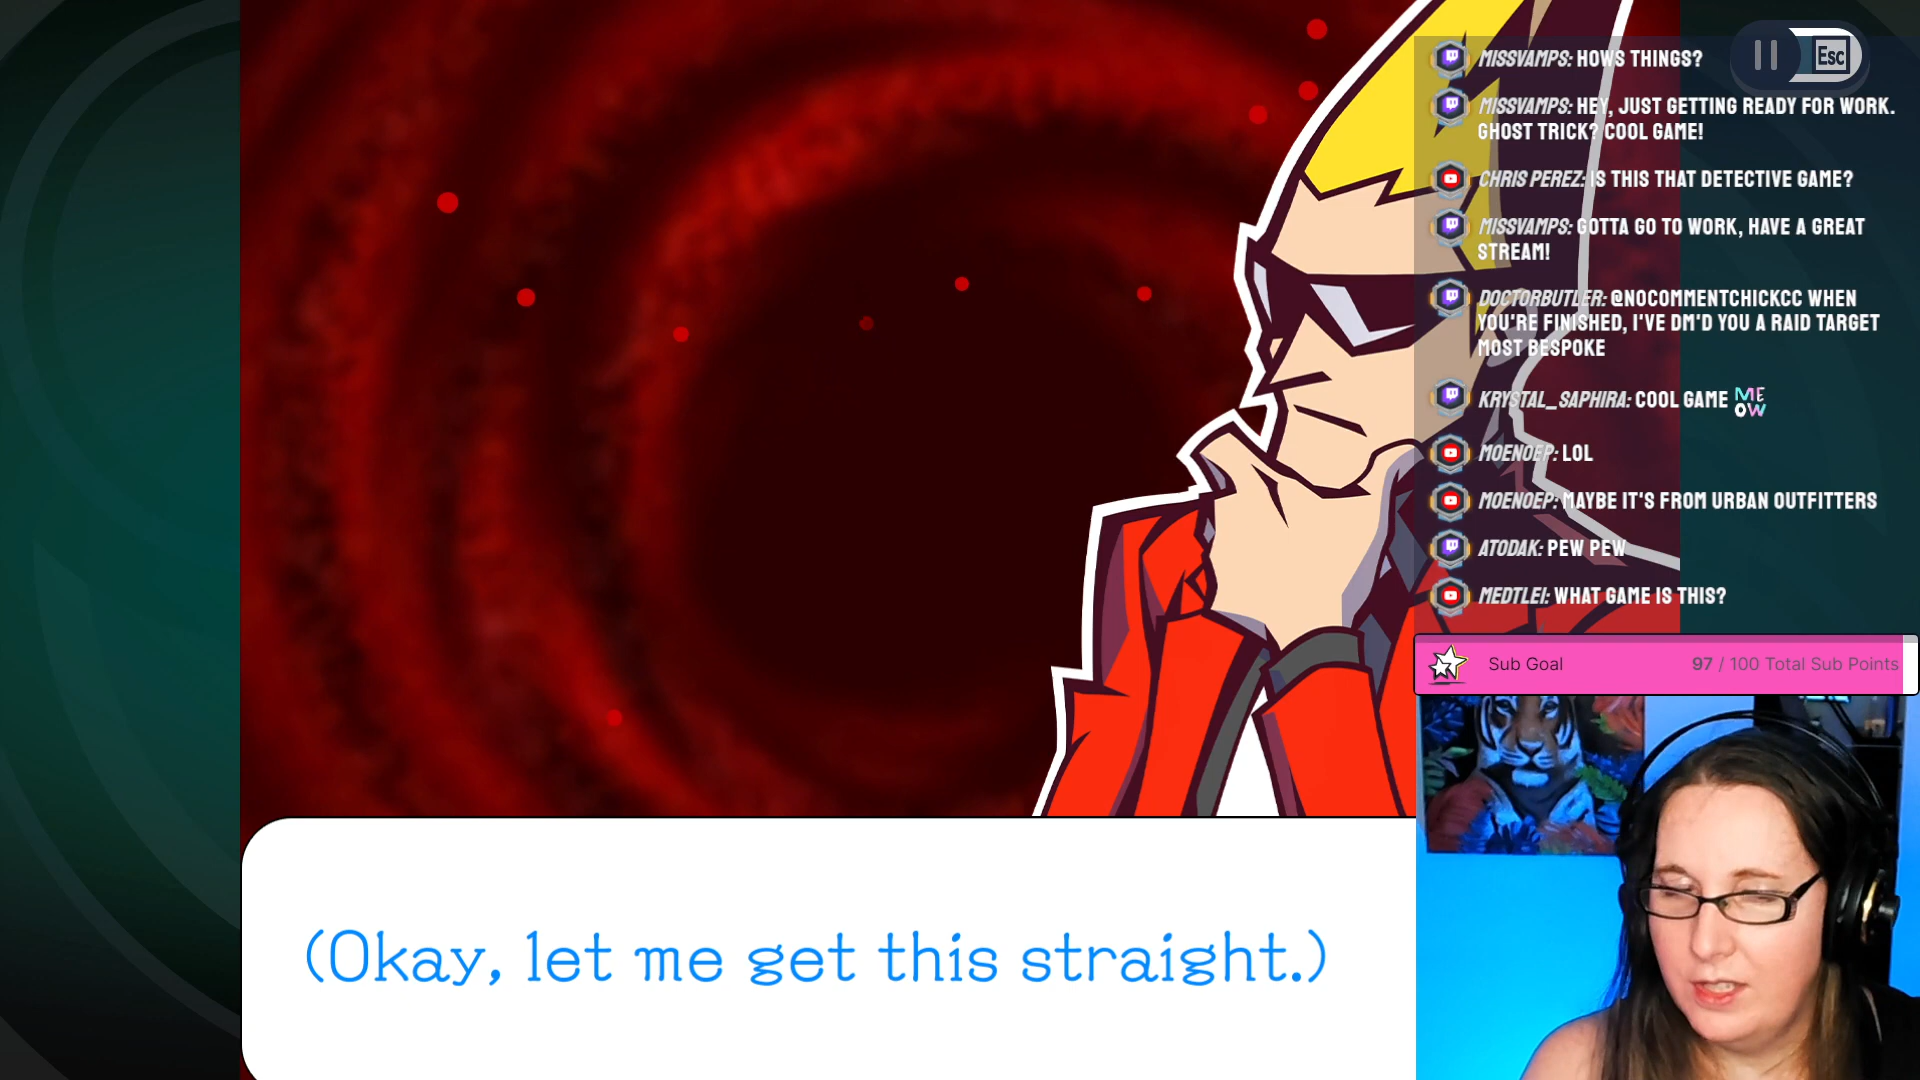 Esc
MISSVAMPS: HOWS THINGS?
MISSVAMPS: HEY, JUST GETTING READY FOR WORK.
GHOST TRICK? COOL GAME!
CHRIS PEREZ: IS THIS THAT DETECTIVE GAME?
MISSVAMPS: GOTTA GO TO WORK, HAVE A GREAT
STREAM!
DOCTORBUTLER: @NOCOMMENTCHICKCC WHEN
YOU'RE FINISHED, I'VE DM'D YOU A RAID TARGET
MOST BESPOKE
KRYSTAL_SAPHIRA: COOL GAME ME
OW
MOENOEP: LOL
MOENOEP: MAYBE IT'S FROM URBAN OUTFITTERS
ATODAK: PEW PEW
MEDTLEI: WHAT GAME IS THIS?
Sub Goal 97 / 100 Total Sub Points
(Okay, let me get this straight.)